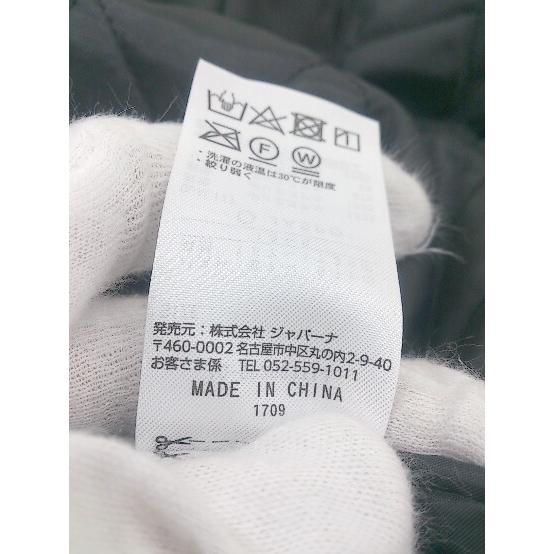 F W
・洗濯の液温は30℃が限度
・絞り弱く
発売元：株式会社 ジャバーナ
〒460-0002 名古屋市中区丸の内2-9-40
お客さま係 TEL 052-559-1011
MADE IN CHINA
1709